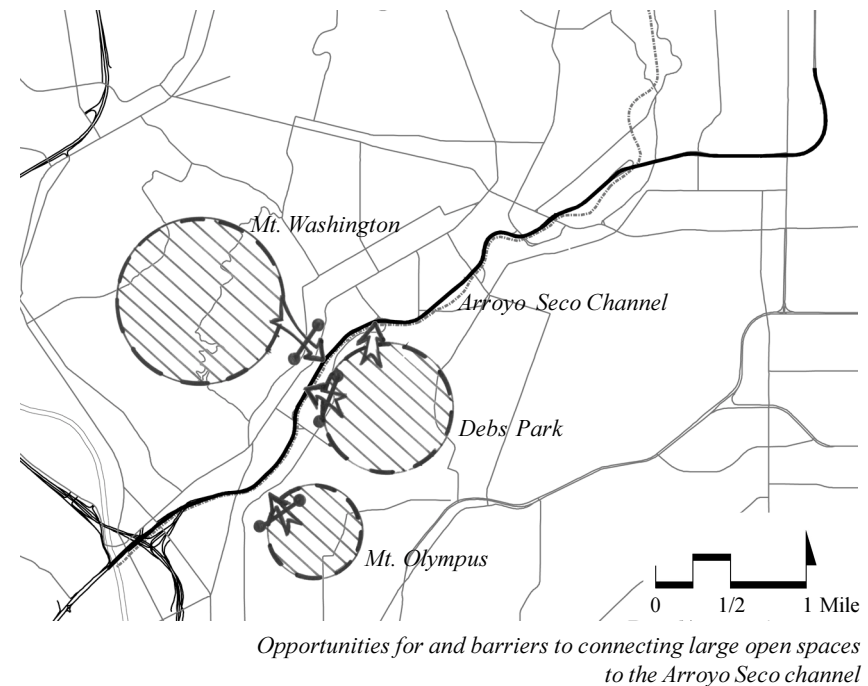 Mt. Washington
Arroyo Seco Channel
Debs Park
Mt. Olympus
0 1/2 1 Mile
Opportunities for and barriers to connecting large open spaces
to the Arroyo Seco channel